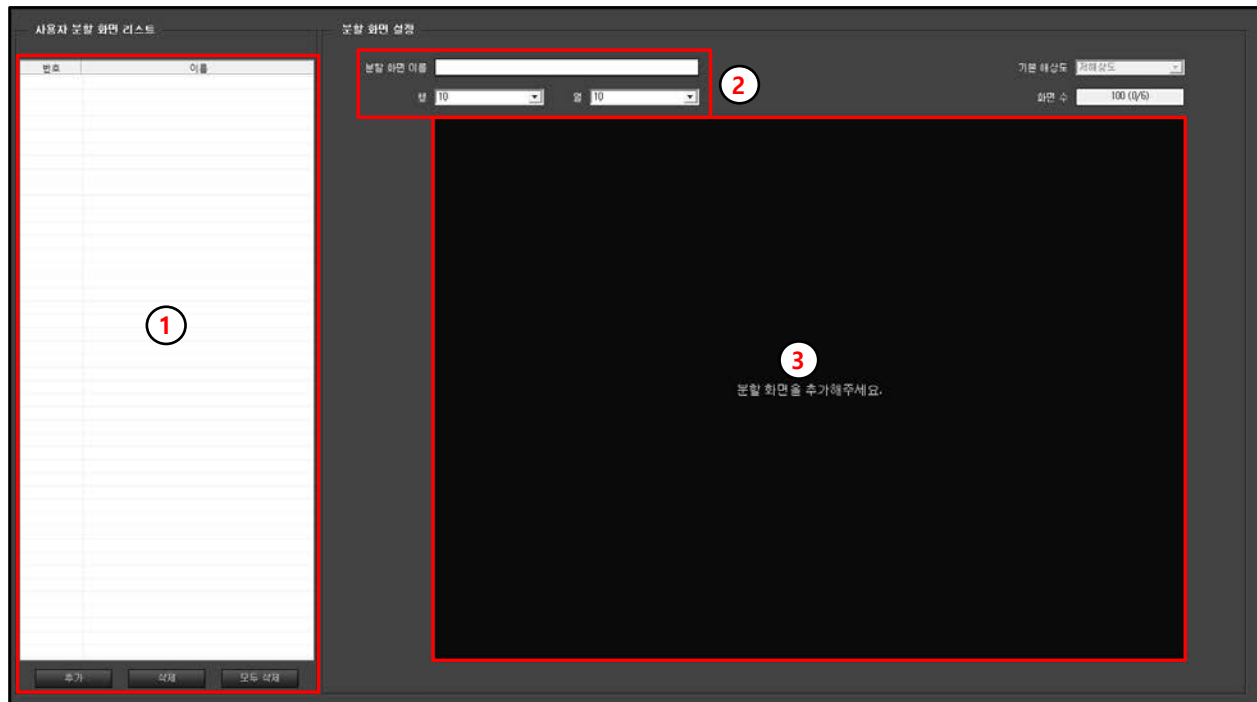 사용자 분할 화면 리스트
분할 화면 설정
번호 이름
분할 화면 이름
기본 해상도 저해상도
행 10 열 10
화면 수 100 (0/6)
2
1
3
분할 화면을 추가해주세요.
추가 삭제 모두 삭제